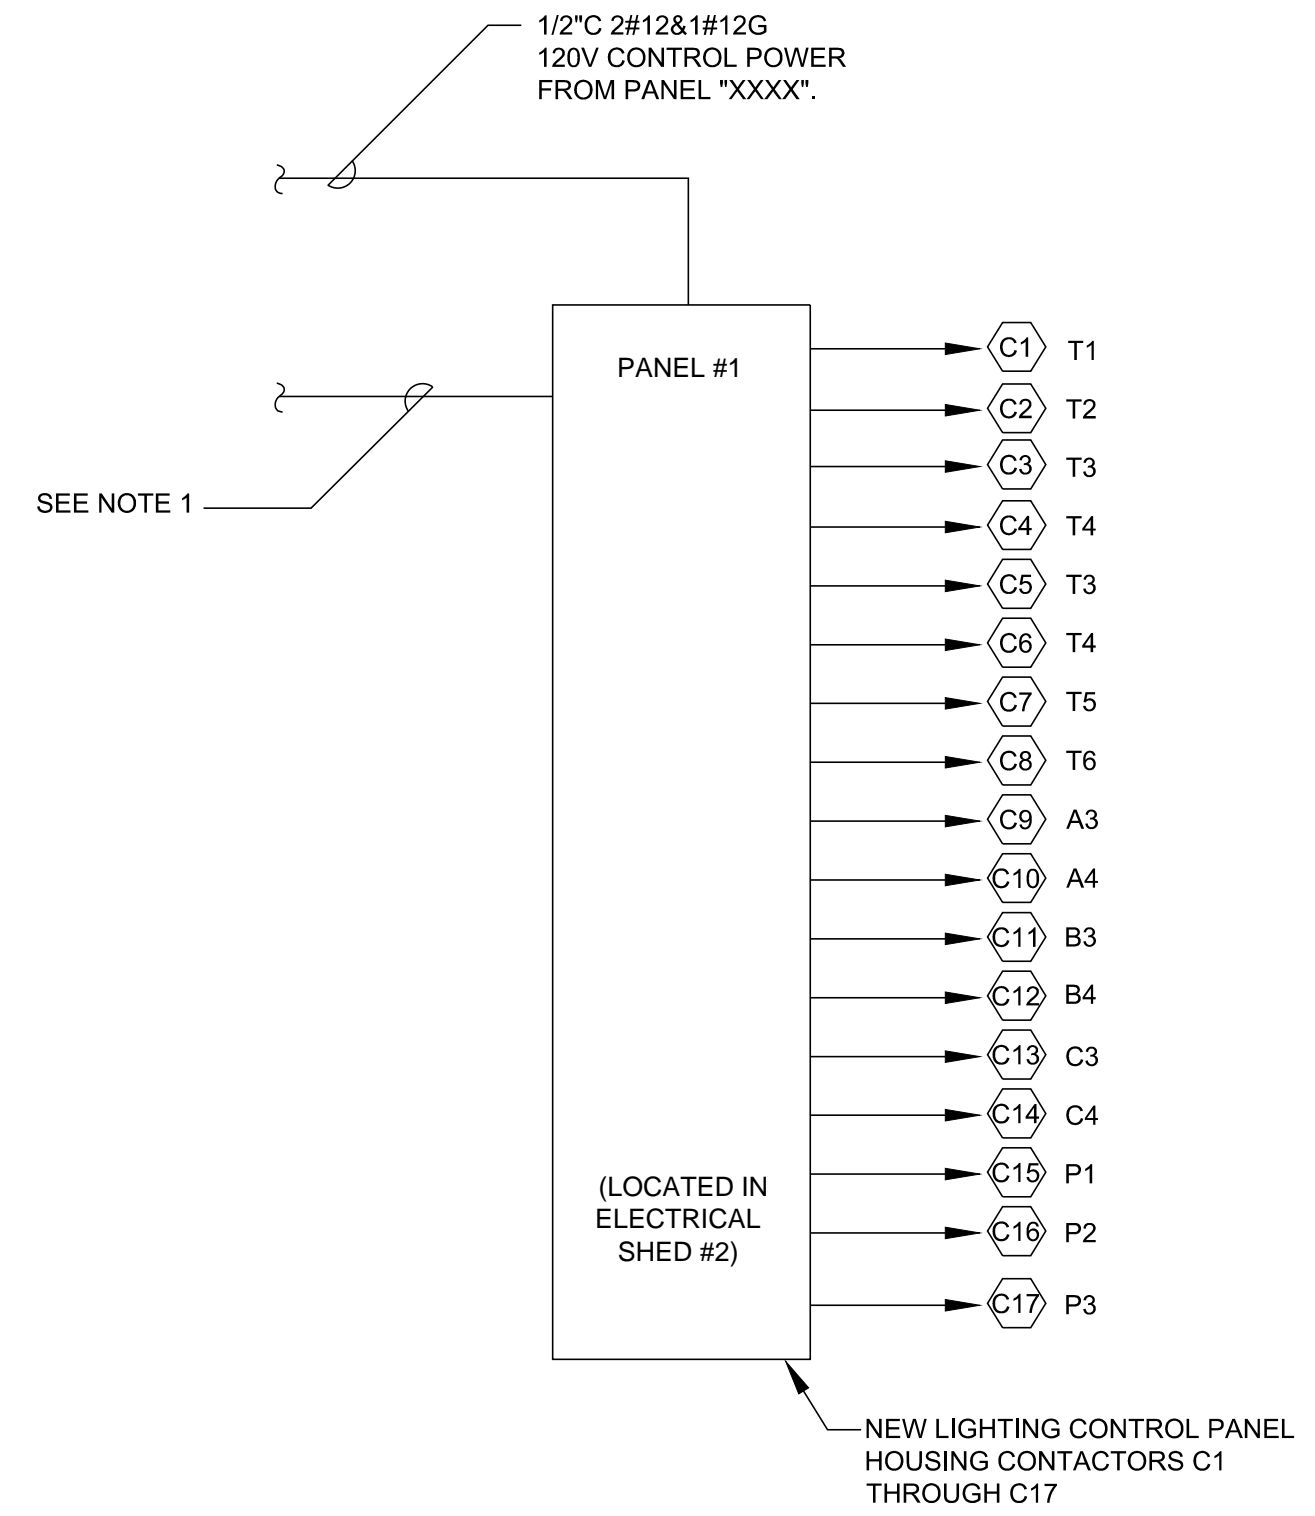 1/2"C 2#12&1#12G
120V CONTROL POWER
FROM PANEL "XXXX".
PANEL #1
SEE NOTE 1
C1 T1
C2 T2
C3 T3
C4 T4
C5 T3
C6 T4
C7 T5
C8 T6
C9 A3
C10 A4
C11 B3
C12 B4
C13 C3
C14 C4
C15 P1
C16 P2
C17 P3
(LOCATED IN
ELECTRICAL
SHED #2)
NEW LIGHTING CONTROL PANEL
HOUSING CONTACTORS C1
THROUGH C17